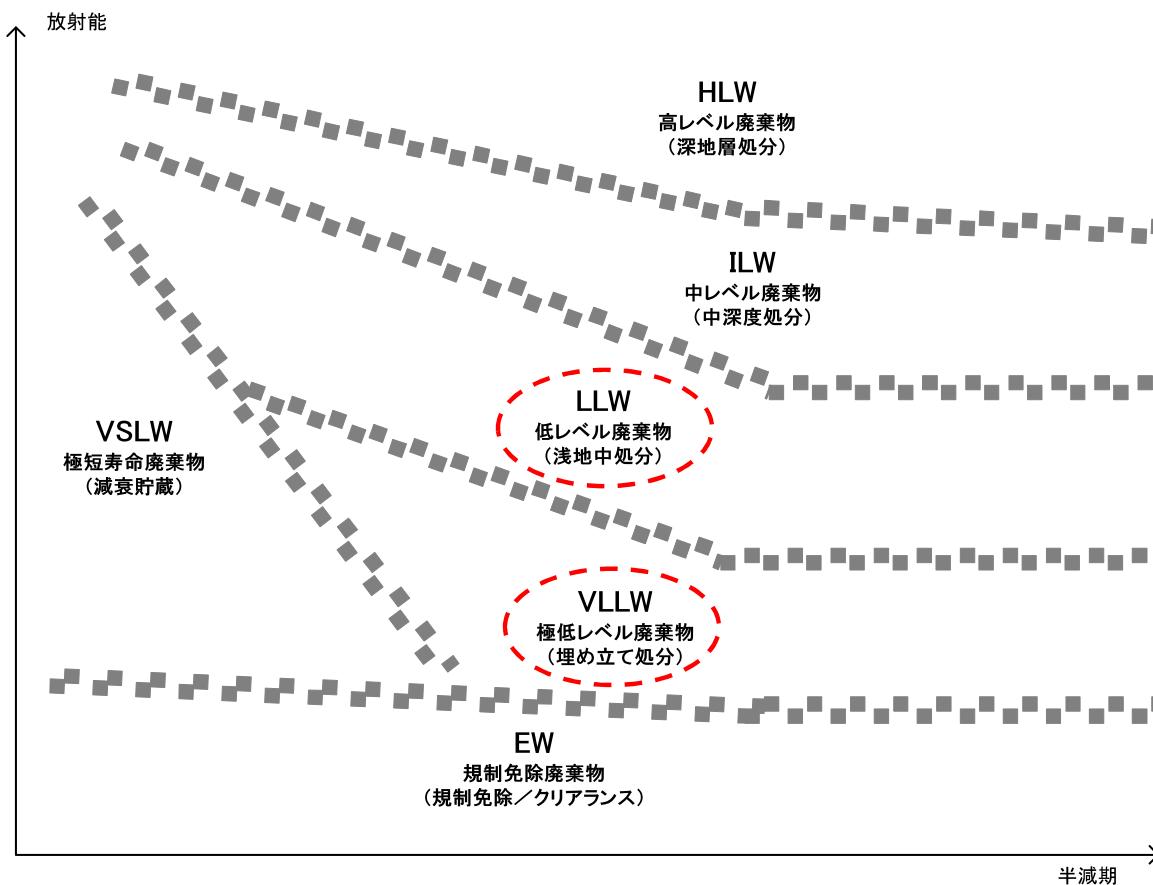 放射能
HLW
高レベル廃棄物
（深地層処分）
ILW
中レベル廃棄物
（中深度処分）
LLW
低レベル廃棄物
（浅地中処分）
VSLW
極短寿命廃棄物
（減衰貯蔵）
VLLW
極低レベル廃棄物
（埋め立て処分）
EW
規制免除廃棄物
（規制免除／クリアランス）
半減期